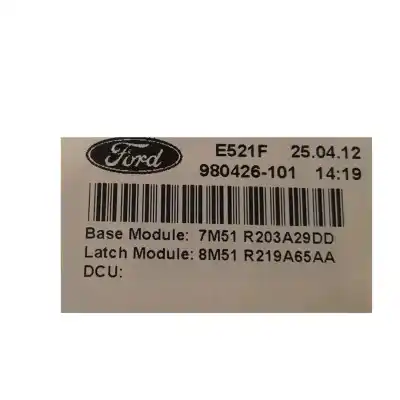 Ford E521F 25.04.12
980426-101 14:19
Base Module: 7M51 R203A29DD
Latch Module: 8M51 R219A65AA
DCU: